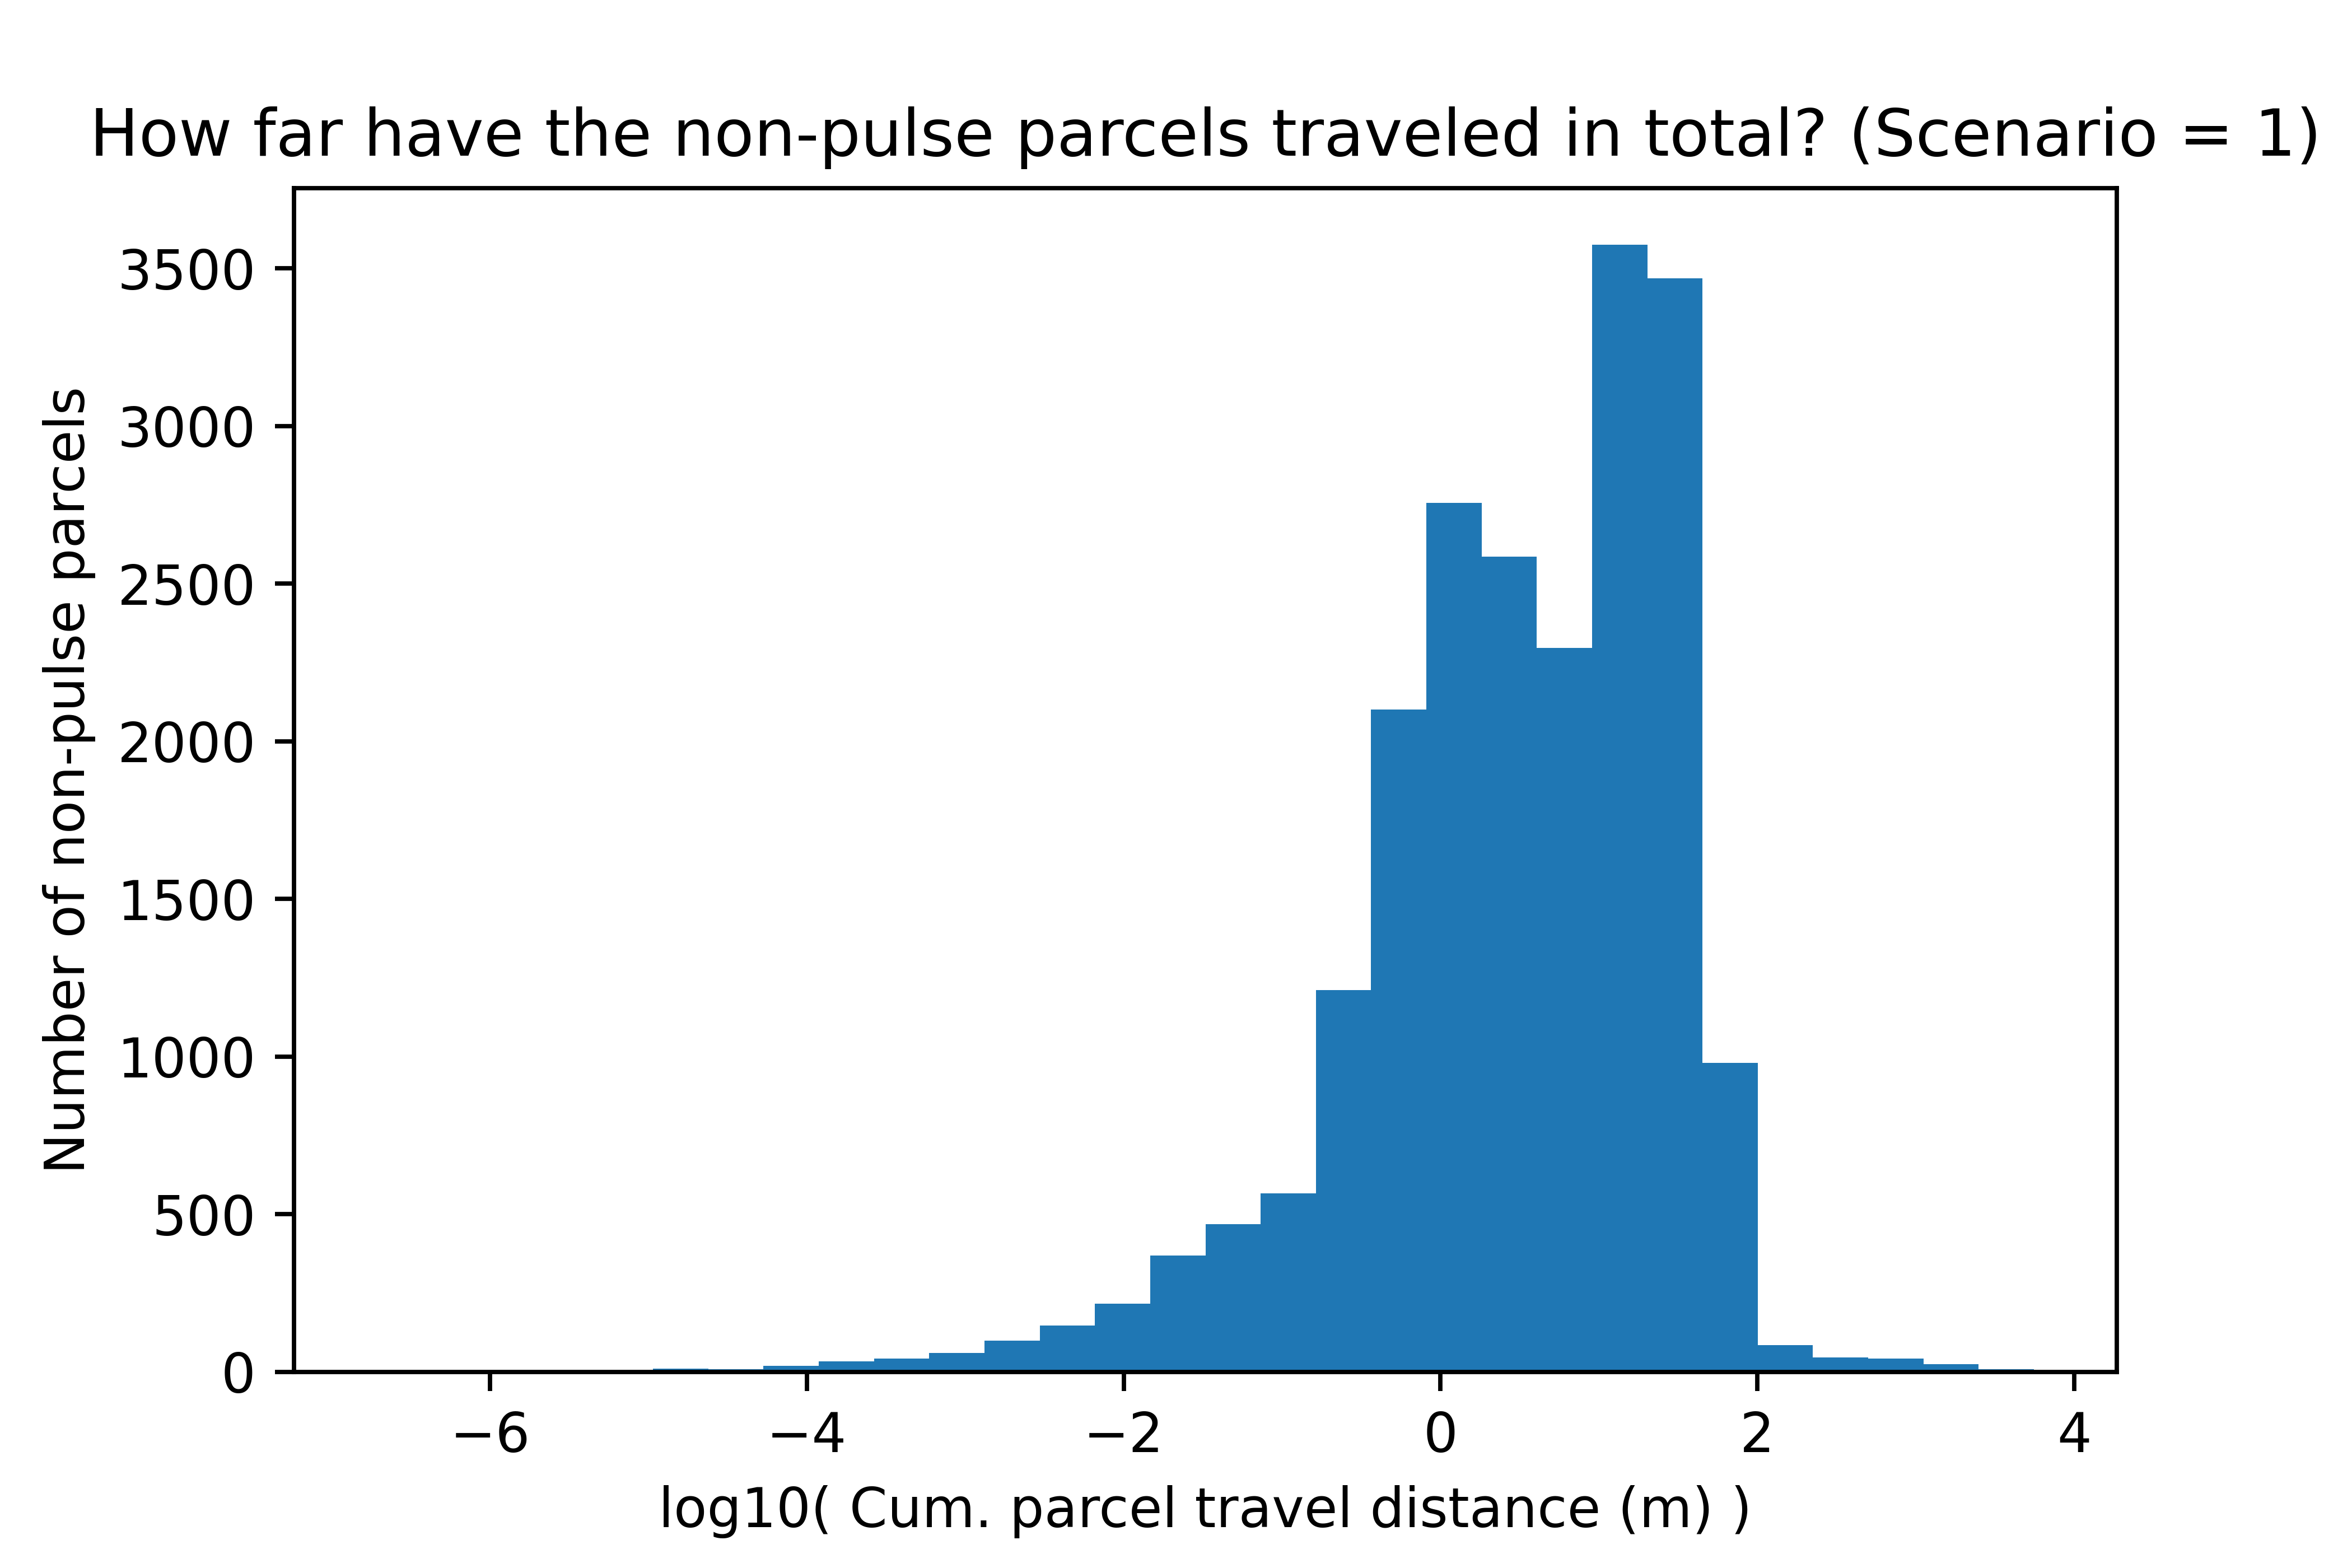 How far have the non-pulse parcels traveled in total? (Scenario = 1)
3500
3000
2500
2000
1500
1000
500
0
Number of non-pulse parcels
−6 −4 −2 0 2 4
log10( Cum. parcel travel distance (m) )